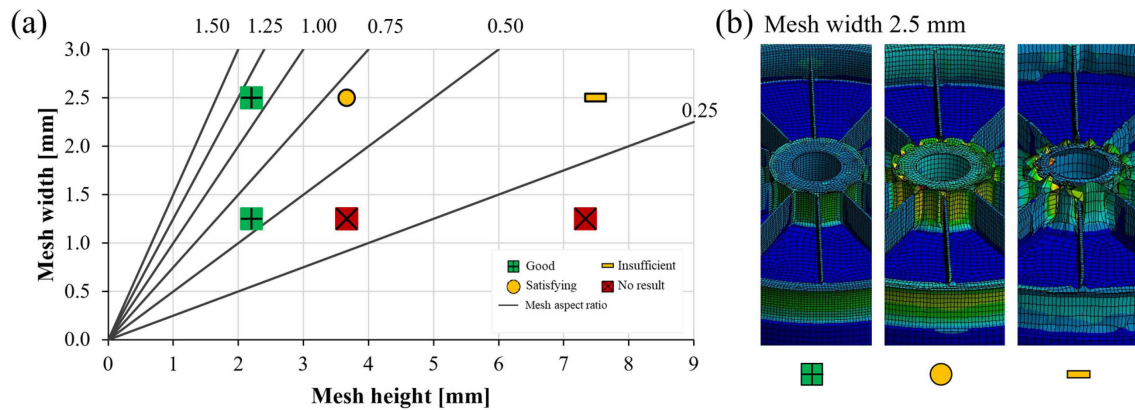 (a)
1.50 1.25 1.00 0.75 0.50
3.0
2.5
2.0
1.5
1.0
0.5
0.0
0.25
Mesh width [mm]
Good
Insufficient
Satisfying
No result
Mesh aspect ratio
0 1 2 3 4 5 6 7 8 9
Mesh height [mm]
(b) Mesh width 2.5 mm